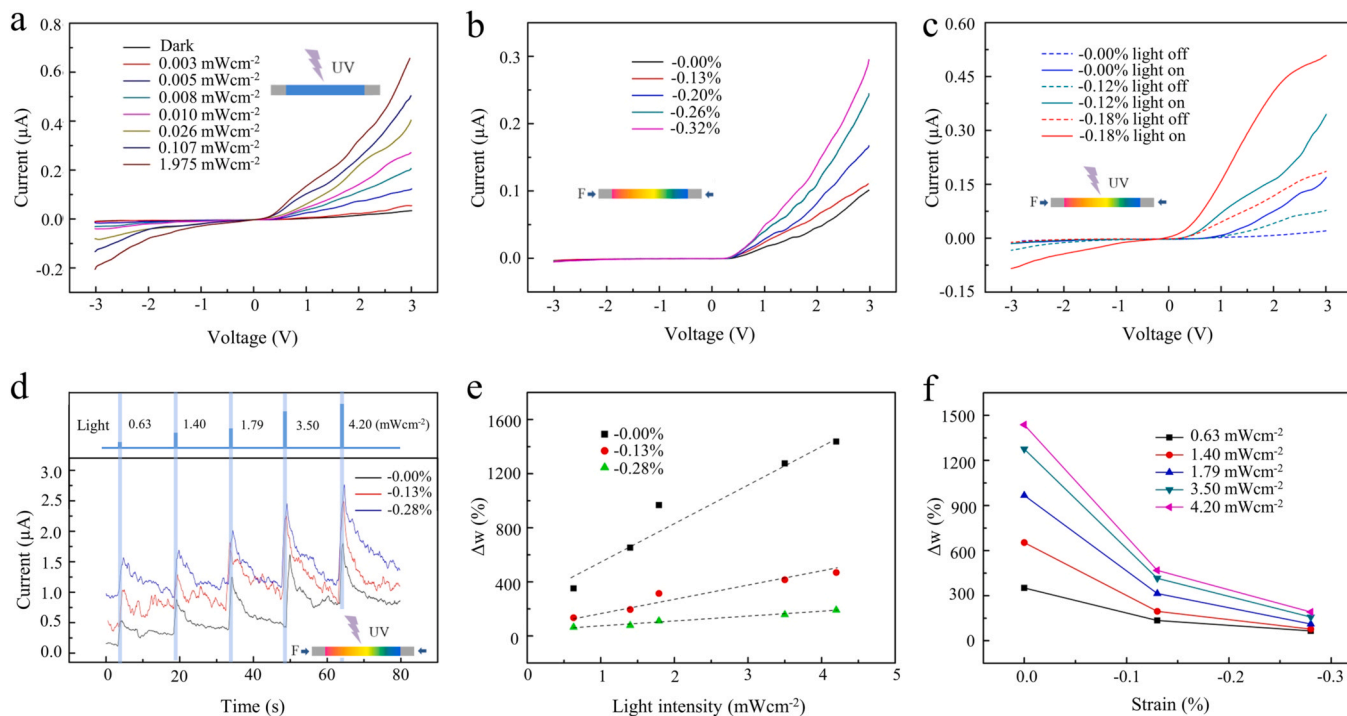 a
0.8
0.6
0.4
0.2
0.0
-0.2
Current (µA)
Dark
0.003 mWcm-2
0.005 mWcm-2
0.008 mWcm-2
0.010 mWcm-2
0.026 mWcm-2
0.107 mWcm-2
1.975 mWcm-2
UV
-3 -2 -1 0 1 2 3
Voltage (V)
b
0.3
0.2
0.1
0.0
Current (µA)
-0.00%
-0.13%
-0.20%
-0.26%
-0.32%
F
-3 -2 -1 0 1 2 3
Voltage (V)
c
0.60
0.45
0.30
0.15
0.00
-0.15
Current (µA)
-0.00% light off
-0.00% light on
-0.12% light off
-0.12% light on
-0.18% light off
-0.18% light on
UV
F
-3 -2 -1 0 1 2 3
Voltage (V)
d
Light 0.63 1.40 1.79 3.50 4.20 (mWcm-2)
3.0
2.5
2.0
1.5
1.0
0.5
0.0
Current (µA)
-0.00%
-0.13%
-0.28%
UV
F
0 20 40 60 80
Time (s)
e
1600
1200
800
400
0
Δw (%)
-0.00%
-0.13%
-0.28%
0 1 2 3 4 5
Light intensity (mWcm-2)
f
1500
1200
900
600
300
0
Δw (%)
0.63 mWcm-2
1.40 mWcm-2
1.79 mWcm-2
3.50 mWcm-2
4.20 mWcm-2
0.0 -0.1 -0.2 -0.3
Strain (%)